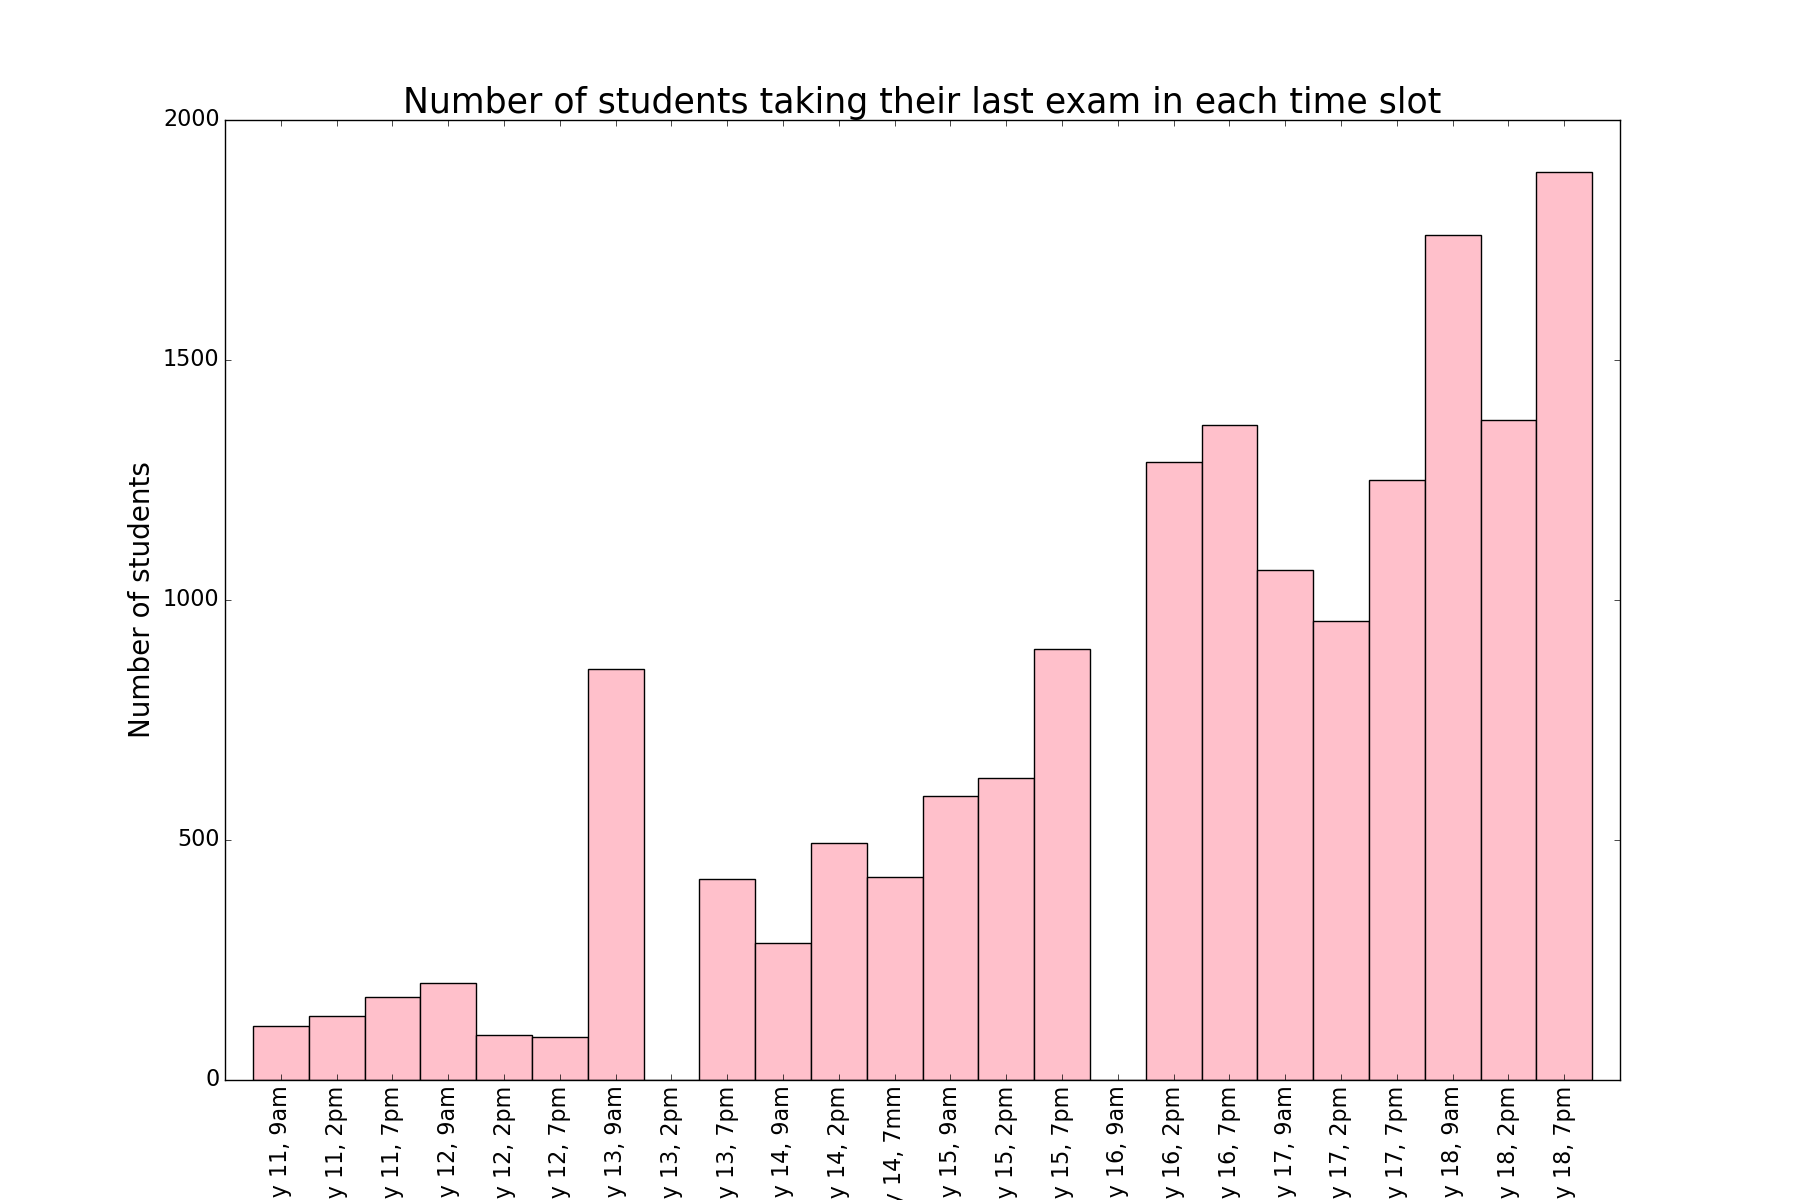 Number of students taking their last exam in each time slot
Number of students
2000
1500
1000
500
0
y 11, 9am
y 11, 2pm
y 11, 7pm
y 12, 9am
y 12, 2pm
y 12, 7pm
y 13, 9am
y 13, 2pm
y 13, 7pm
y 14, 9am
y 14, 2pm
y 14, 7mm
y 15, 9am
y 15, 2pm
y 15, 7pm
y 16, 9am
y 16, 2pm
y 16, 7pm
y 17, 9am
y 17, 2pm
y 17, 7pm
y 18, 9am
y 18, 2pm
y 18, 7pm